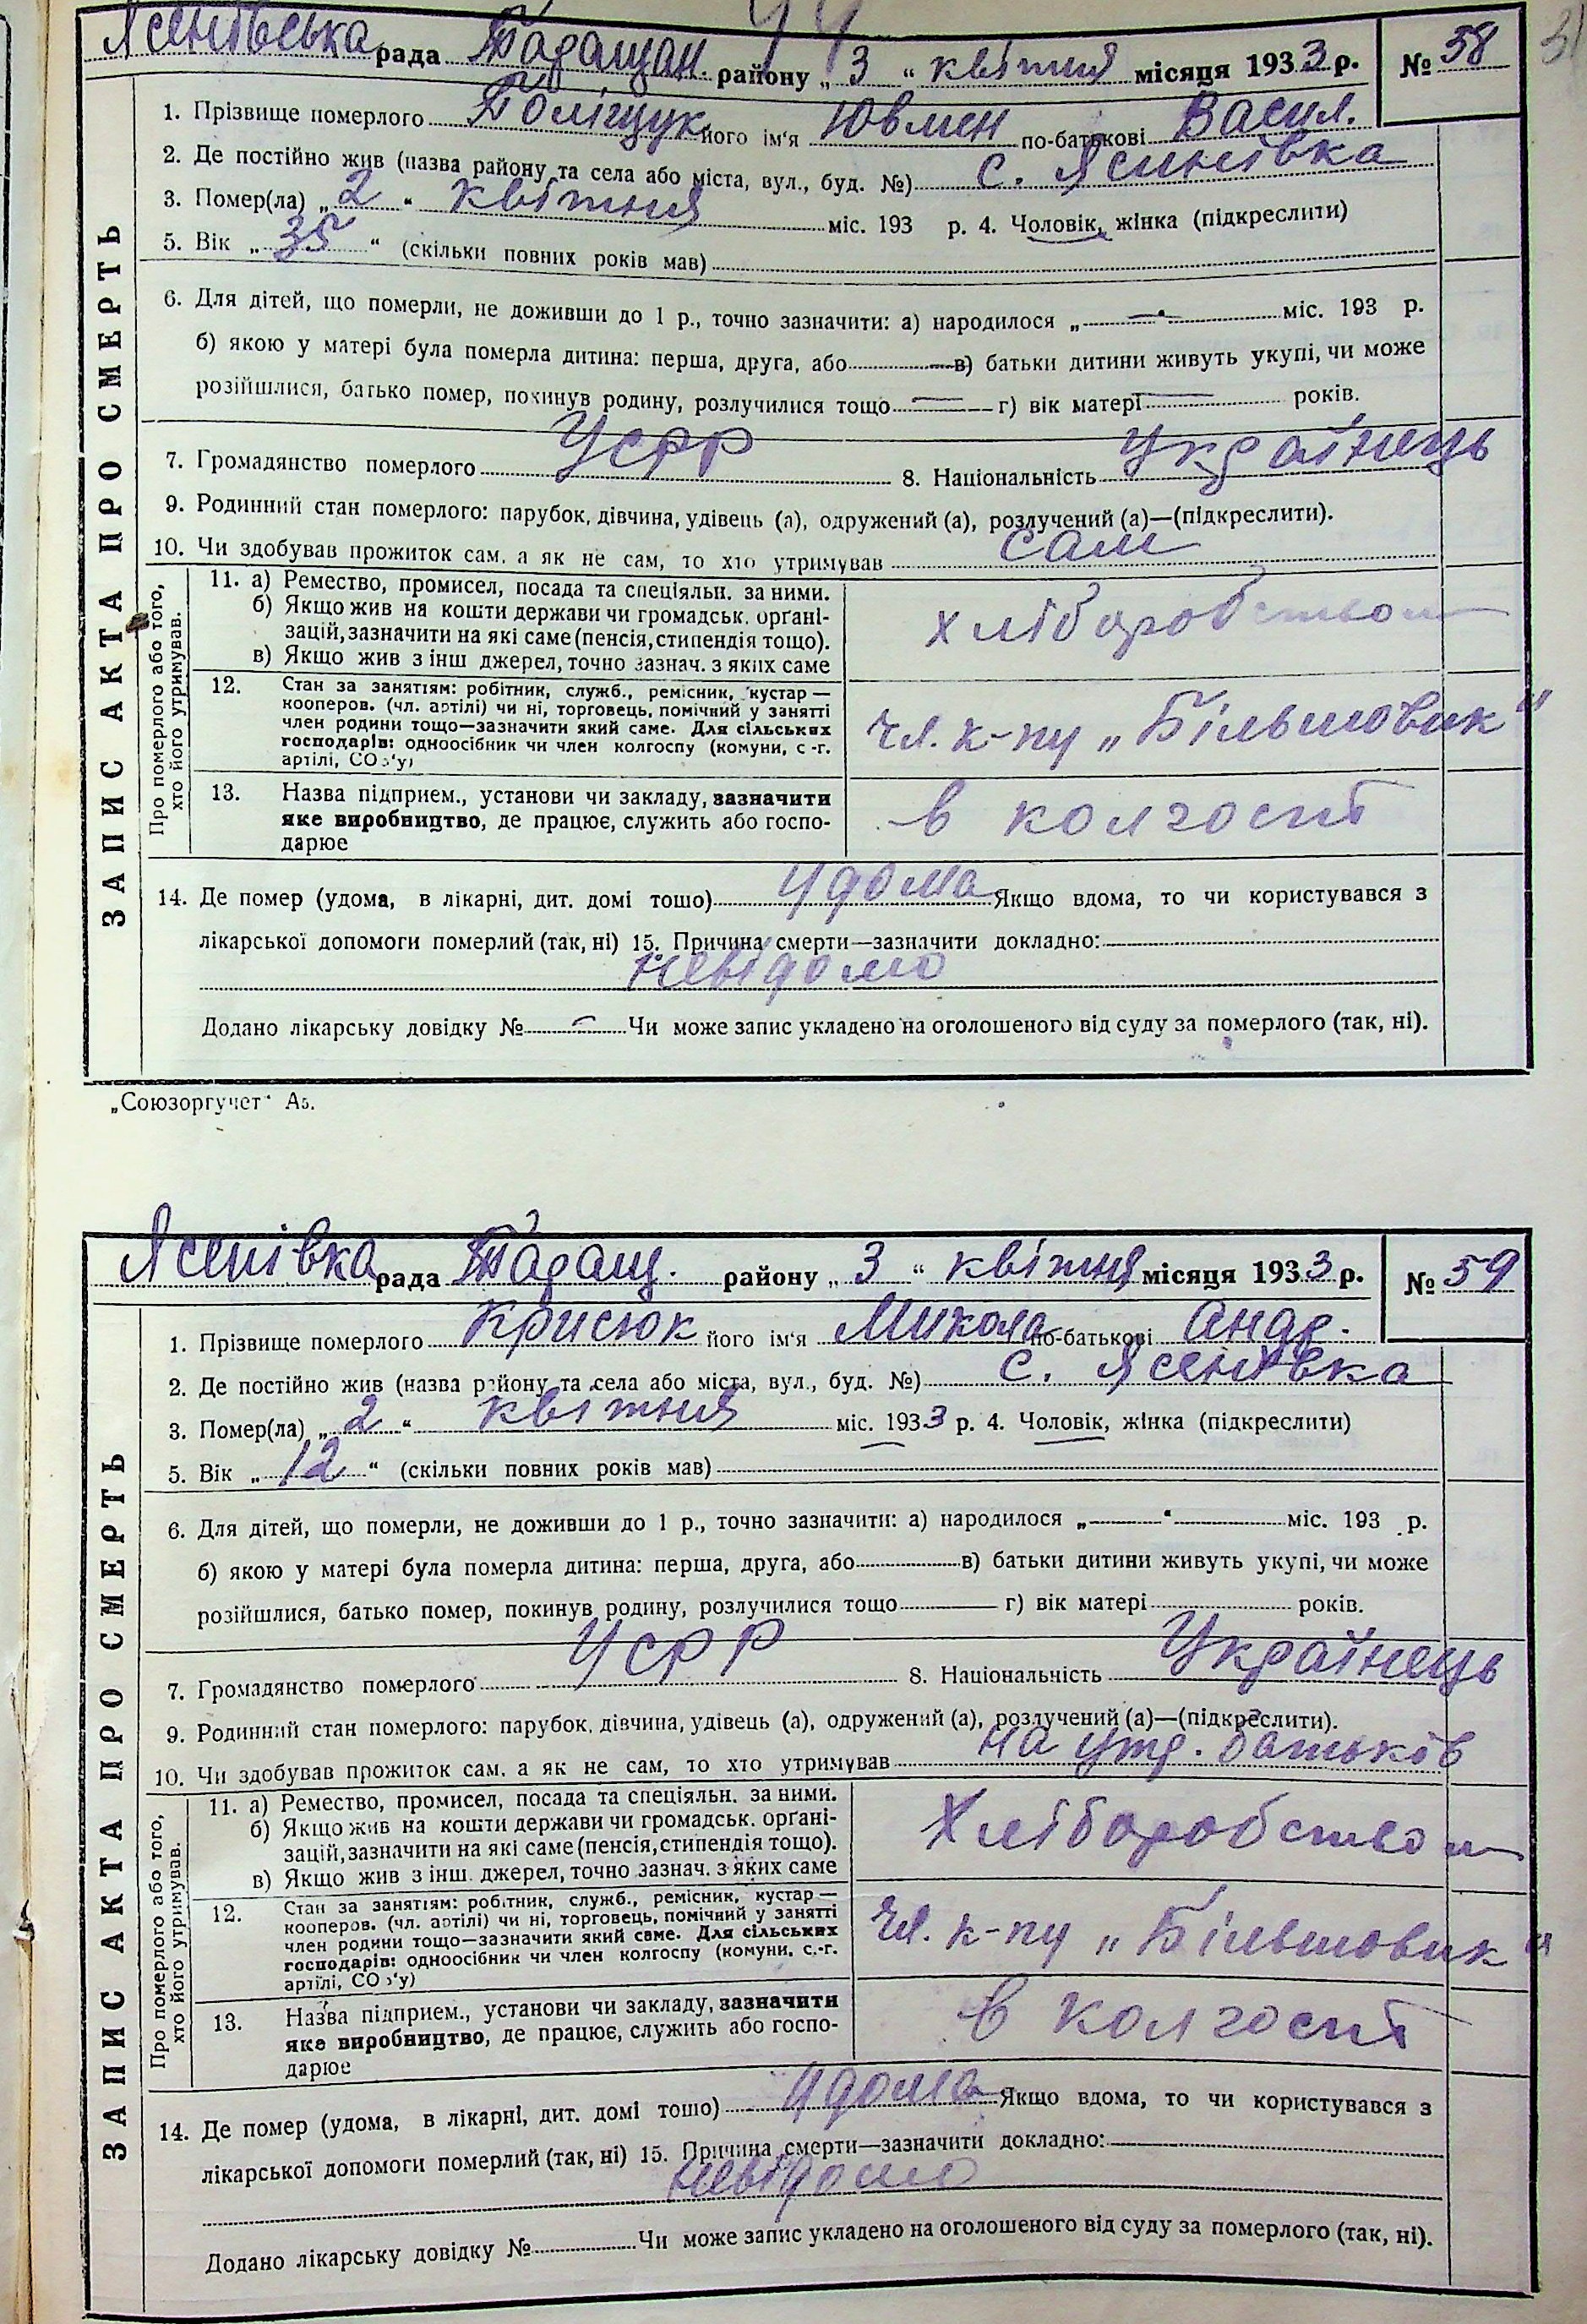 Ясенівська рада Таращан. району „ 3 “ квітня місяця 1933 р. № 58
31
1. Прізвище померлого Поліщук його ім'я Ювмен по-батькові Васил.
2. Де постійно жив (назва району та села або міста, вул., буд. №) с. Ясинівка
3. Помер(ла) „ 2 “ квітня міс. 193 р. 4. Чоловік, жінка (підкреслити)
5. Вік „ 35 “ (скільки повних років мав)
6. Для дітей, що померли, не доживши до 1 р., точно зазначити: а) народилося „ — “ міс. 193 р.
б) якою у матері була померла дитина: перша, друга, або — в) батьки дитини живуть укупі, чи може
розійшлися, батько помер, покинув родину, розлучилися тощо — г) вік матері — років.
7. Громадянство померлого УСРР 8. Національність Українець
9. Родинний стан померлого: парубок, дівчина, удівець (а), одружений (а), розлучений (а)—(підкреслити).
10. Чи здобував прожиток сам, а як не сам, то хто утримував сам
ЗАПИС АКТА ПРО СМЕРТЬ
Про померлого або того,
хто його утримував.
11. а) Ремество, промисел, посада та спеціяльн. за ними.
б) Якщо жив на кошти держави чи громадськ. орґані-
зацій, зазначити на які саме (пенсія, стипендія тощо).
в) Якщо жив з інш джерел, точно зазнач. з яких саме
хліборобством
12. Стан за заняттям: робітник, служб., ремісник, кустар—
кооперов. (чл. артілі) чи ні, торговець, помічний у занятті
член родини тощо—зазначити який саме. Для сільських
господарів: одноосібник чи член колгоспу (комуни, с.-г.
артілі, СОЗ'у)
чл. к-пу „Більшовик"
13. Назва підприєм., установи чи закладу, зазначити
яке виробництво, де працює, служить або госпо-
дарює
в колгоспі
14. Де помер (удома, в лікарні, дит. домі тощо) удома Якщо вдома, то чи користувався з
лікарської допомоги померлий (так, ні) 15. Причина смерти—зазначити докладно:
невідомо
Додано лікарську довідку № — Чи може запис укладено на оголошеного від суду за померлого (так, ні).
„Союзоргучет" А5.
Ясенівка рада Таращ. району „ 3 “ квітня місяця 1933 р. № 59
1. Прізвище померлого Крисюк його ім'я Микола по-батькові Андр.
2. Де постійно жив (назва району та села або міста, вул., буд. №) с. Ясенівка
3. Помер(ла) „ 2 “ квітня міс. 1933 р. 4. Чоловік, жінка (підкреслити)
5. Вік „ 12 “ (скільки повних років мав)
6. Для дітей, що померли, не доживши до 1 р., точно зазначити: а) народилося „ “ міс. 193 р.
б) якою у матері була померла дитина: перша, друга, або в) батьки дитини живуть укупі, чи може
розійшлися, батько помер, покинув родину, розлучилися тощо г) вік матері років.
7. Громадянство померлого УСРР 8. Національність Українець
9. Родинний стан померлого: парубок, дівчина, удівець (а), одружений (а), розлучений (а)—(підкреслити).
10. Чи здобував прожиток сам, а як не сам, то хто утримував на утр. батьків
ЗАПИС АКТА ПРО СМЕРТЬ
Про померлого або того,
хто його утримував.
11. а) Ремество, промисел, посада та спеціяльн. за ними.
б) Якщо жив на кошти держави чи громадськ. орґані-
зацій, зазначити на які саме (пенсія, стипендія тощо).
в) Якщо жив з інш. джерел, точно зазнач. з яких саме
Хліборобством
12. Стан за заняттям: робітник, служб., ремісник, кустар—
кооперов. (чл. артілі) чи ні, торговець, помічний у занятті
член родини тощо—зазначити який саме. Для сільських
господарів: одноосібник чи член колгоспу (комуни, с.-г.
артілі, СОЗ'у)
чл. к-пу „Більшовик"
13. Назва підприєм., установи чи закладу, зазначити
яке виробництво, де працює, служить або госпо-
дарює
в колгоспі
14. Де помер (удома, в лікарні, дит. домі тощо) удома Якщо вдома, то чи користувався з
лікарської допомоги померлий (так, ні) 15. Причина смерти—зазначити докладно:
невідомо
Додано лікарську довідку № Чи може запис укладено на оголошеного від суду за померлого (так, ні).